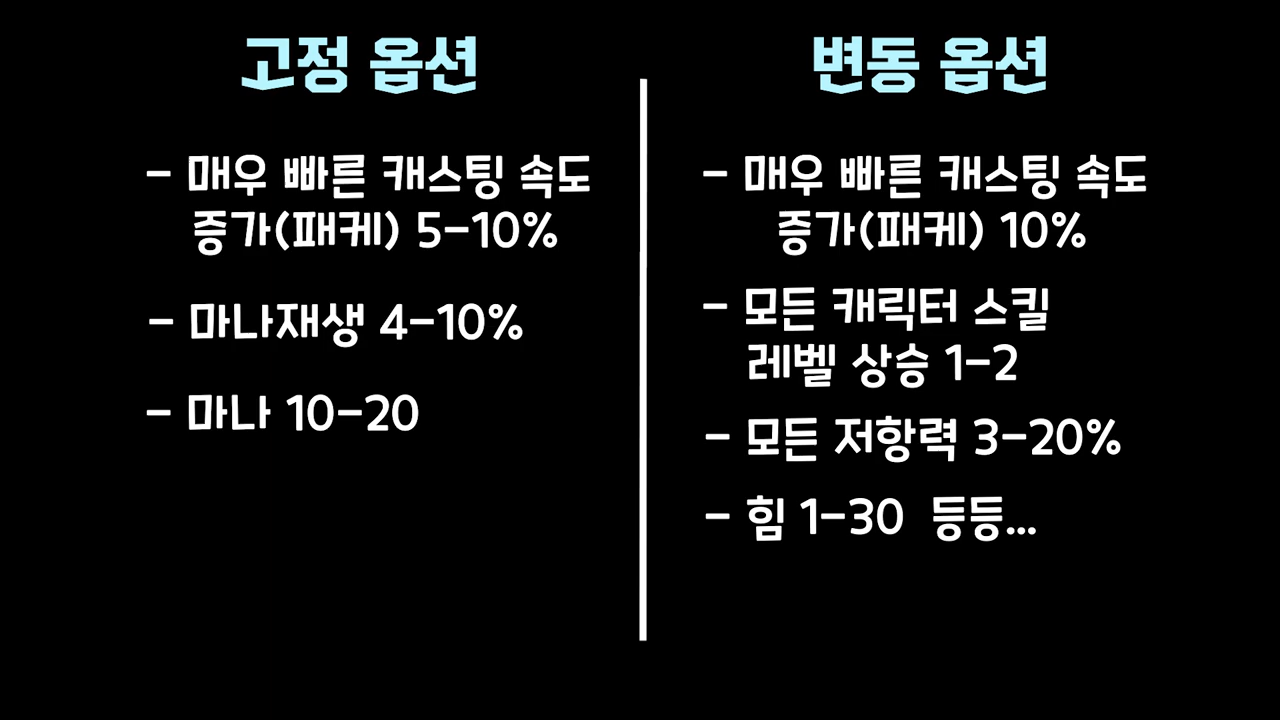 고정 옵션
- 매우 빠른 캐스팅 속도
증가(패케) 5-10%
- 마나재생 4-10%
- 마나 10-20
변동 옵션
- 매우 빠른 캐스팅 속도
증가(패케) 10%
- 모든 캐릭터 스킬
레벨 상승 1-2
- 모든 저항력 3-20%
- 힘 1-30 등등...